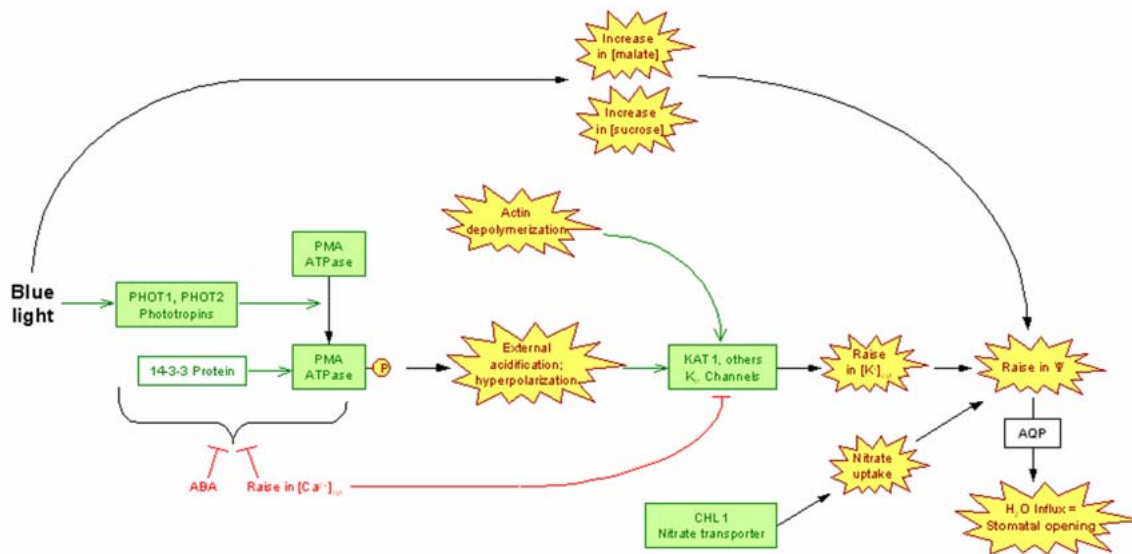 Increase
in [malate]
Increase
in [sucrose]
Actin
depolymerization
PMA
ATPase
Blue
light
PHOT1, PHOT2
Phototropins
14-3-3 Protein
PMA
ATPase
P
External
acidification;
hyperpolarization
KAT1, others
Channels
Raise
in [K⁺]
Raise in Ψ
AQP
ABA
Raise in [Ca²⁺]
Nitrate
uptake
CHL1
Nitrate transporter
H₂O Influx =
Stomatal opening